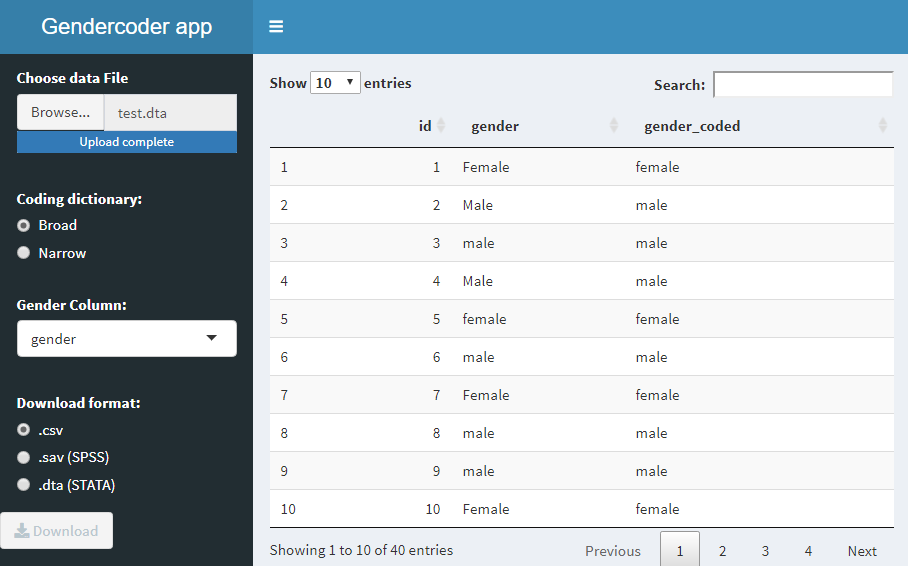 Gendercoder app
Choose data File
Browse... test.dta
Upload complete
Coding dictionary:
Broad
Narrow
Gender Column:
gender
Download format:
.csv
.sav (SPSS)
.dta (STATA)
Download
Show 10 entries
Search:
id gender gender_coded
1 1 Female female
2 2 Male male
3 3 male male
4 4 Male male
5 5 female female
6 6 male male
7 7 Female female
8 8 male male
9 9 male male
10 10 Female female
Showing 1 to 10 of 40 entries
Previous 1 2 3 4 Next